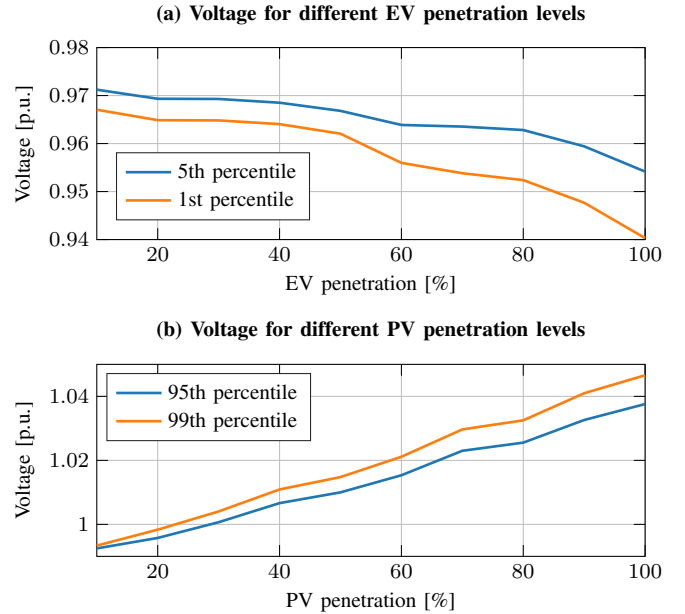 (a) Voltage for different EV penetration levels
0.98
0.97
0.96
0.95
0.94
Voltage [p.u.]
5th percentile
1st percentile
20 40 60 80 100
EV penetration [%]
(b) Voltage for different PV penetration levels
1.04
1.02
1
Voltage [p.u.]
95th percentile
99th percentile
20 40 60 80 100
PV penetration [%]